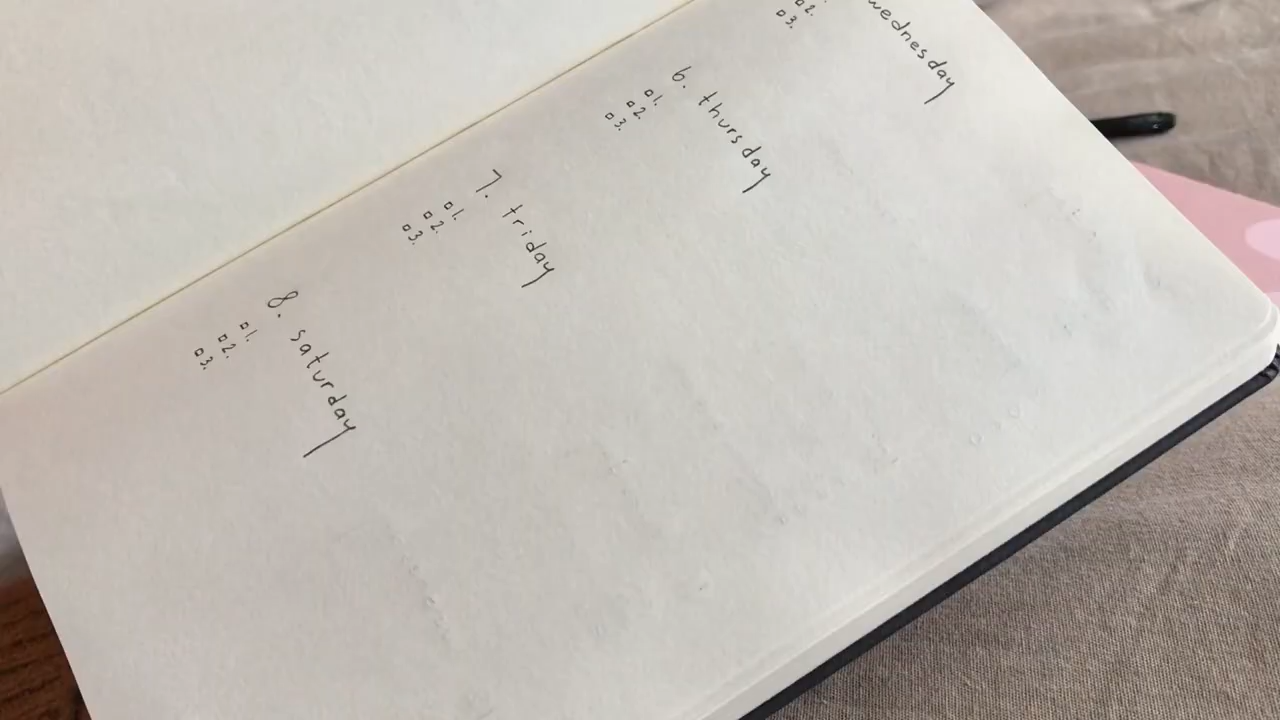 wednesday
□ 2.
□ 3.
6. thursday
□ 1.
□ 2.
□ 3.
7. friday
□ 1.
□ 2.
□ 3.
8. saturday
□ 1.
□ 2.
□ 3.